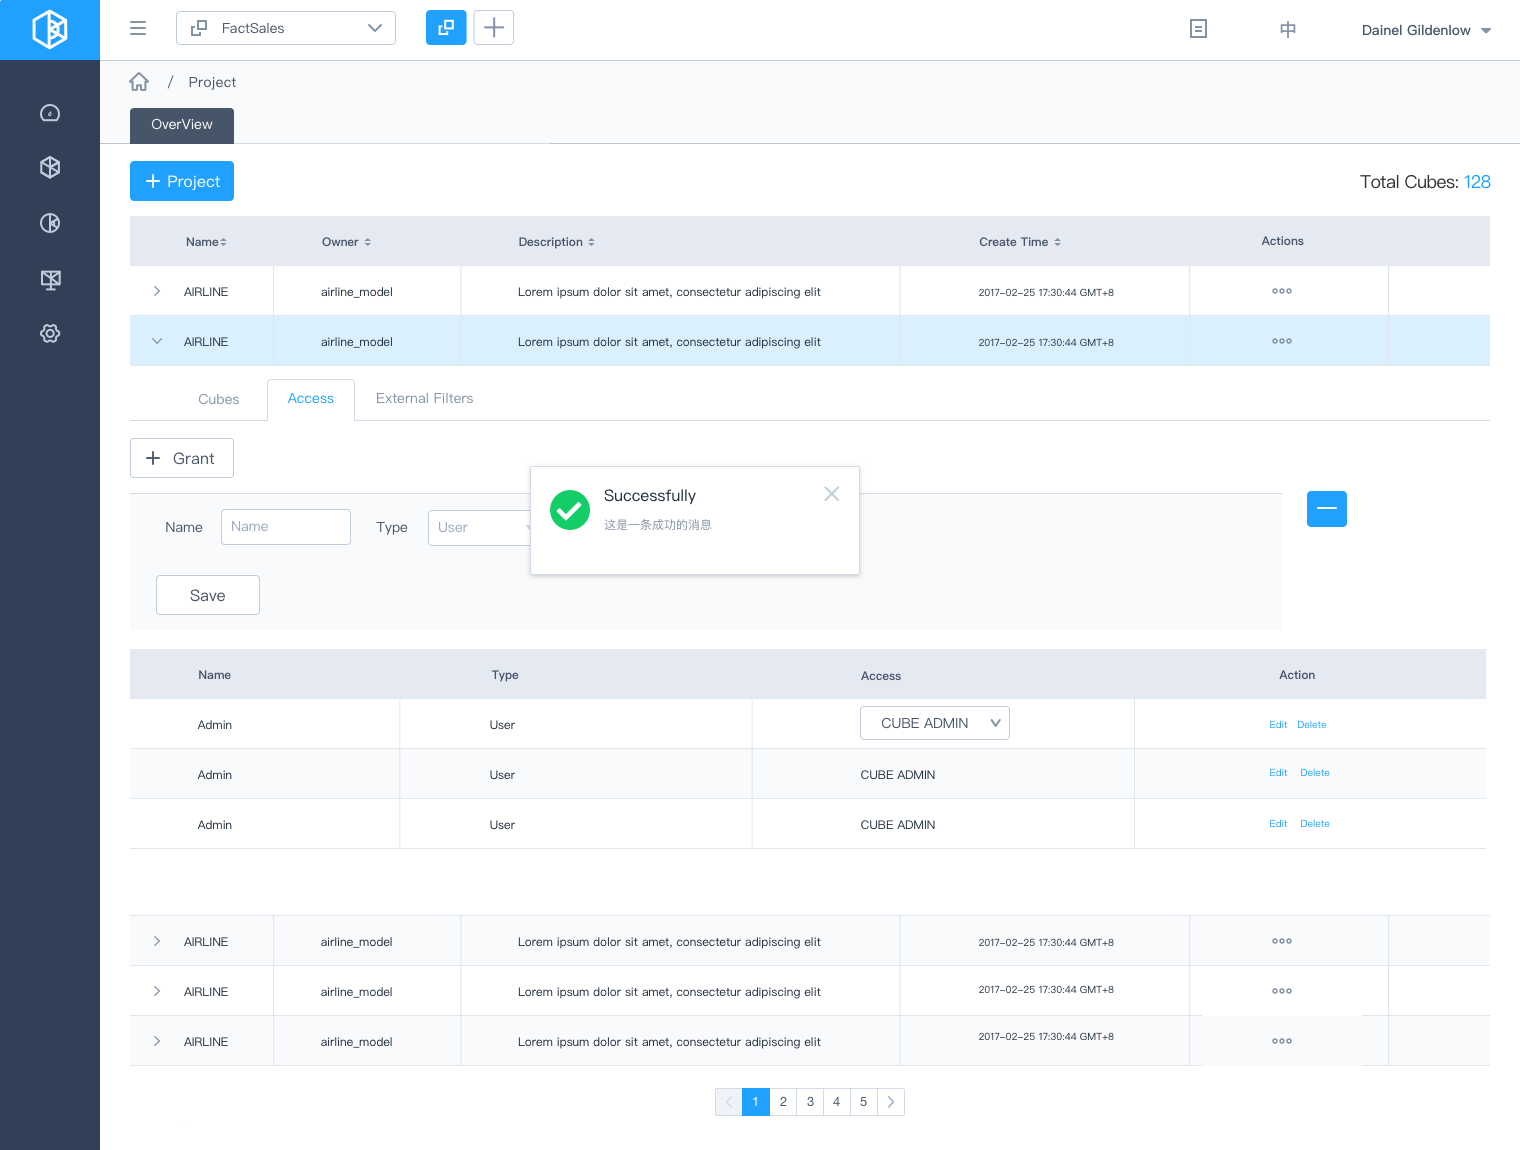 FactSales
中
Dainel Gildenlow
/ Project
OverView
+ Project
Total Cubes: 128
Name Owner Description Create Time Actions
AIRLINE airline_model Lorem ipsum dolor sit amet, consectetur adipiscing elit 2017-02-25 17:30:44 GMT+8
AIRLINE airline_model Lorem ipsum dolor sit amet, consectetur adipiscing elit 2017-02-25 17:30:44 GMT+8
Cubes Access External Filters
+ Grant
Successfully
这是一条成功的消息
Name Name Type User
Save
Name Type Access Action
Admin User CUBE ADMIN Edit Delete
Admin User CUBE ADMIN Edit Delete
Admin User CUBE ADMIN Edit Delete
AIRLINE airline_model Lorem ipsum dolor sit amet, consectetur adipiscing elit 2017-02-25 17:30:44 GMT+8
AIRLINE airline_model Lorem ipsum dolor sit amet, consectetur adipiscing elit 2017-02-25 17:30:44 GMT+8
AIRLINE airline_model Lorem ipsum dolor sit amet, consectetur adipiscing elit 2017-02-25 17:30:44 GMT+8
1 2 3 4 5